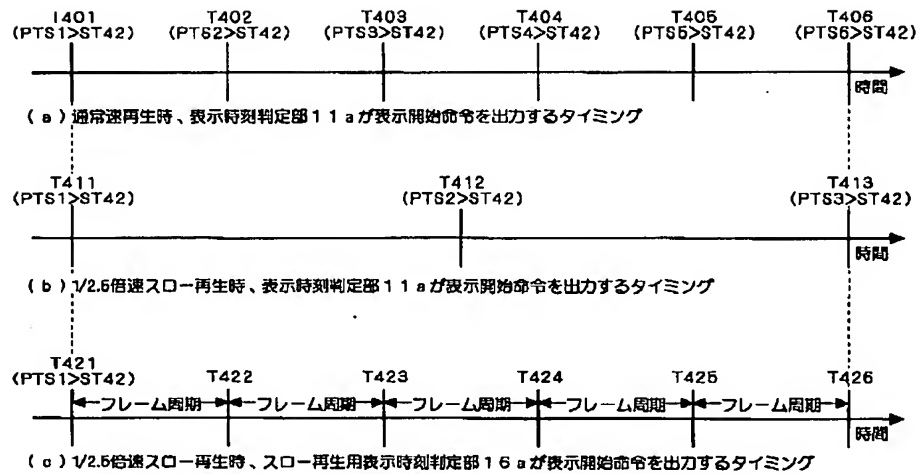 T401 T402 T403 T404 T405 T406
(PTS1>ST42) (PTS2>ST42) (PTS3>ST42) (PTS4>ST42) (PTS5>ST42) (PTS6>ST42)
時間
(a)通常速再生時、表示時刻判定部11aが表示開始命令を出力するタイミング
T411 T412 T413
(PTS1>ST42) (PTS2>ST42) (PTS3>ST42)
時間
(b)1/2.5倍速スロー再生時、表示時刻判定部11aが表示開始命令を出力するタイミング
T421
(PTS1>ST42) T422 T423 T424 T425 T426
フレーム周期 フレーム周期 フレーム周期 フレーム周期 フレーム周期
時間
(c)1/2.5倍速スロー再生時、スロー再生用表示時刻判定部16aが表示開始命令を出力するタイミング